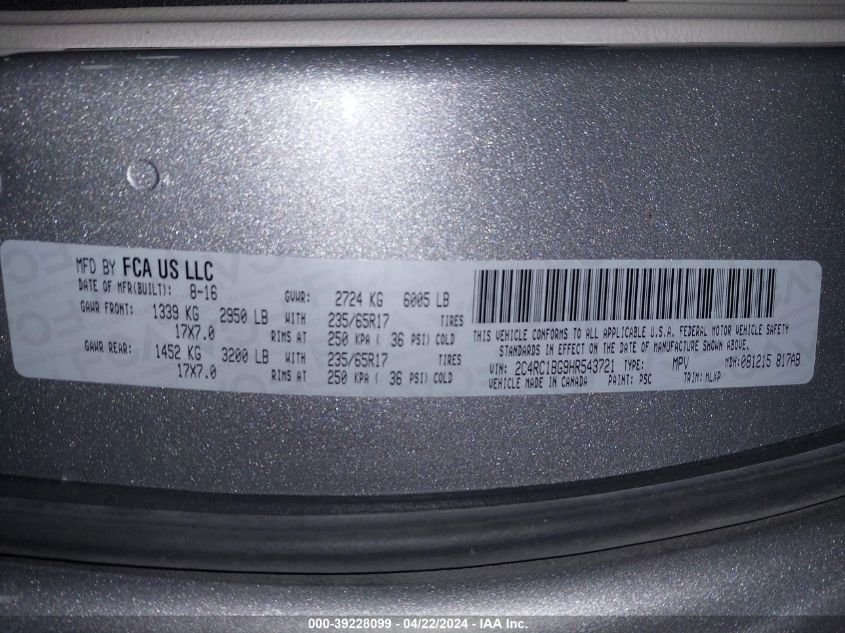 MFD BY FCA US LLC
DATE OF MFR(BUILT): 8-16
GVWR: 2724 KG 6005 LB
GAWR FRONT: 1339 KG 2950 LB WITH 235/65R17 TIRES
17X7.0 RIMS AT 250 KPA ( 36 PSI) COLD
GAWR REAR: 1452 KG 3200 LB WITH 235/65R17 TIRES
17X7.0 RIMS AT 250 KPA ( 36 PSI) COLD
THIS VEHICLE CONFORMS TO ALL APPLICABLE U.S.A. FEDERAL MOTOR VEHICLE SAFETY
STANDARDS IN EFFECT ON THE DATE OF MANUFACTURE SHOWN ABOVE.
VIN: 2C4RC1BG9HR543721 TYPE: MPV MDH: 081215 817AB
VEHICLE MADE IN CANADA PAINT: PSC TRIM: MLXP
000-39228099 - 04/22/2024 - IAA Inc.